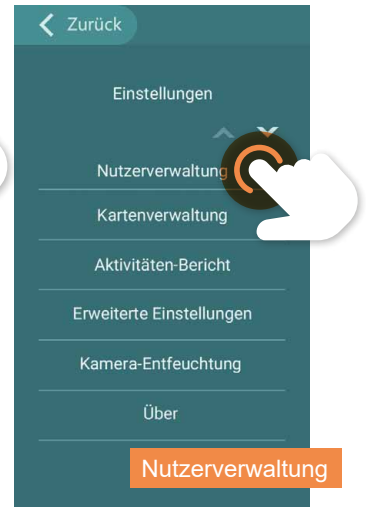 Zurück
Einstellungen
Nutzerverwaltung
Kartenverwaltung
Aktivitäten-Bericht
Erweiterte Einstellungen
Kamera-Entfeuchtung
Über
Nutzerverwaltung